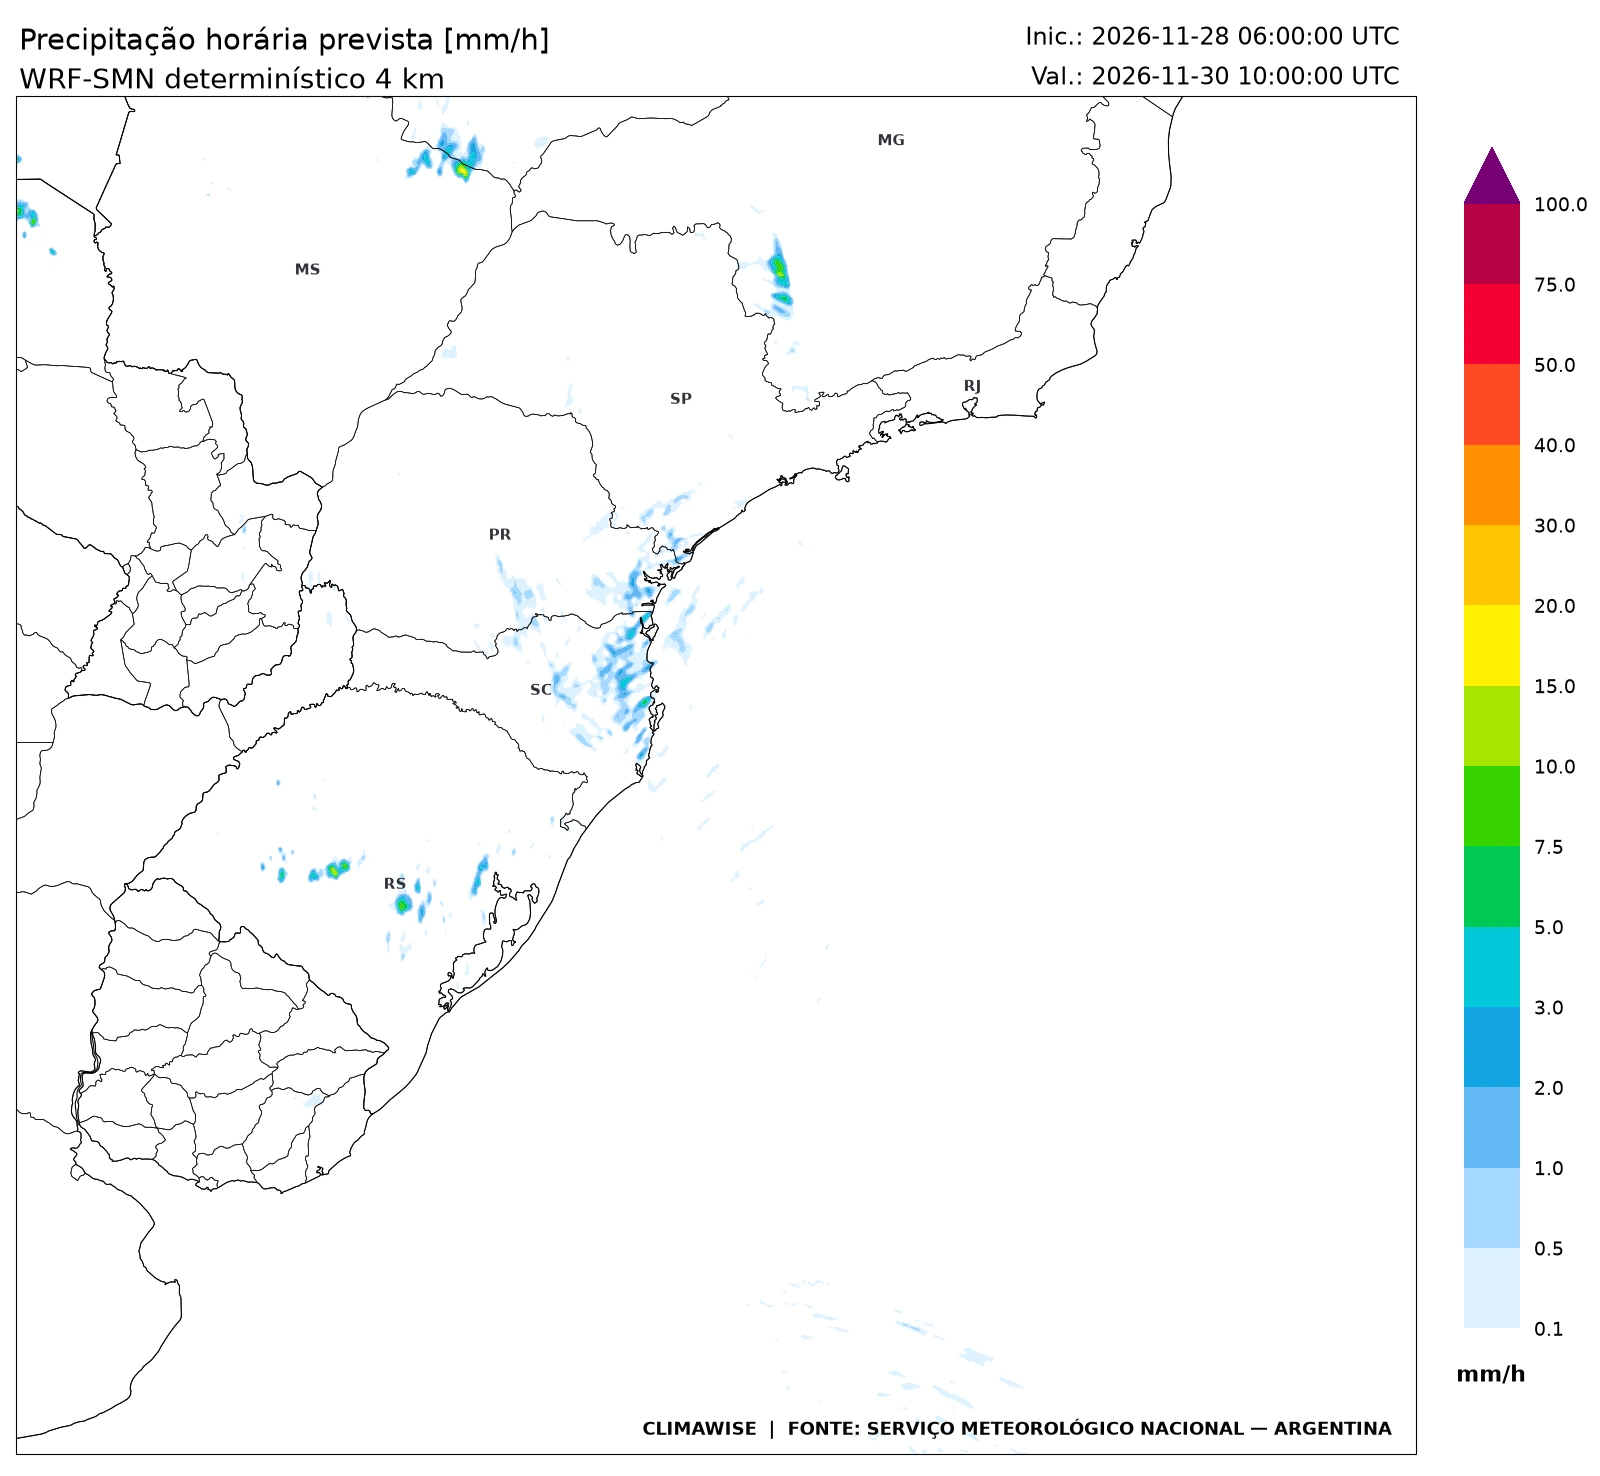 Precipitação horária prevista [mm/h]
WRF-SMN determinístico 4 km
Inic.: 2026-11-28 06:00:00 UTC
Val.: 2026-11-30 10:00:00 UTC
MG
MS
RJ
SP
PR
SC
RS
100.0
75.0
50.0
40.0
30.0
20.0
15.0
10.0
7.5
5.0
3.0
2.0
1.0
0.5
0.1
mm/h
CLIMAWISE | FONTE: SERVIÇO METEOROLÓGICO NACIONAL — ARGENTINA